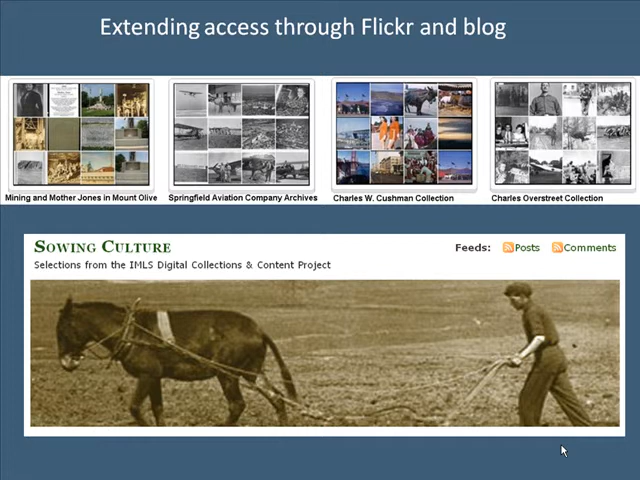 Extending access through Flickr and blog
Mining and Mother Jones in Mount Olive
Springfield Aviation Company Archives
Charles W. Cushman Collection
Charles Overstreet Collection
Sowing Culture
Feeds: Posts Comments
Selections from the IMLS Digital Collections & Content Project